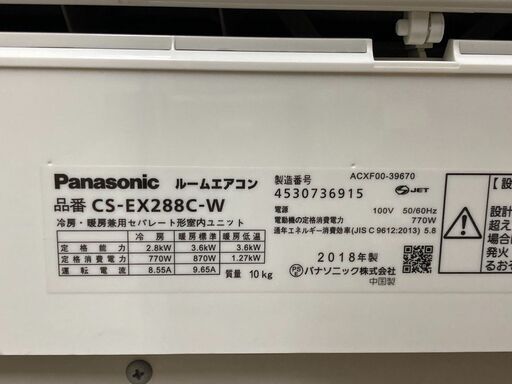 Panasonic ルームエアコン
品番 CS-EX288C-W
冷房・暖房兼用セパレート形室内ユニット
冷房 暖房標準 暖房低温
定格能力 2.8kW 3.6kW 3.6kW
定格消費電力 770W 870W 1.27kW
運転電流 8.55A 9.65A
質量 10kg
ACXF00-39670
製造番号
4530736915
JET
電源 100V 50/60Hz
電動機の定格消費電力 770W
通年エネルギー消費効率(JIS C 9612:2013) 5.8
2018年製
PSE パナソニック株式会社
中国製
【設
設計
超え
場合に
発火
るおそ